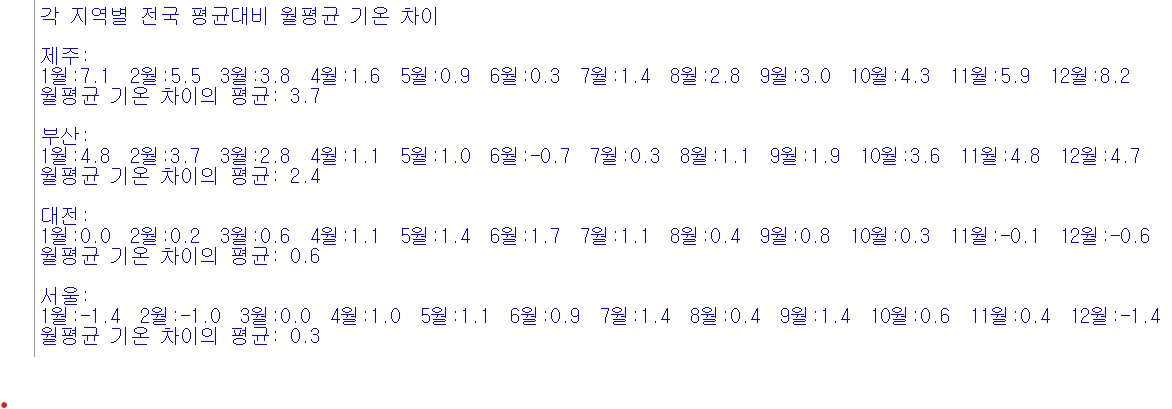 각 지역별 전국 평균대비 월평균 기온 차이
제주:
1월:7.1 2월:5.5 3월:3.8 4월:1.6 5월:0.9 6월:0.3 7월:1.4 8월:2.8 9월:3.0 10월:4.3 11월:5.9 12월:8.2
월평균 기온 차이의 평균: 3.7
부산:
1월:4.8 2월:3.7 3월:2.8 4월:1.1 5월:1.0 6월:-0.7 7월:0.3 8월:1.1 9월:1.9 10월:3.6 11월:4.8 12월:4.7
월평균 기온 차이의 평균: 2.4
대전:
1월:0.0 2월:0.2 3월:0.6 4월:1.1 5월:1.4 6월:1.7 7월:1.1 8월:0.4 9월:0.8 10월:0.3 11월:-0.1 12월:-0.6
월평균 기온 차이의 평균: 0.6
서울:
1월:-1.4 2월:-1.0 3월:0.0 4월:1.0 5월:1.1 6월:0.9 7월:1.4 8월:0.4 9월:1.4 10월:0.6 11월:0.4 12월:-1.4
월평균 기온 차이의 평균: 0.3